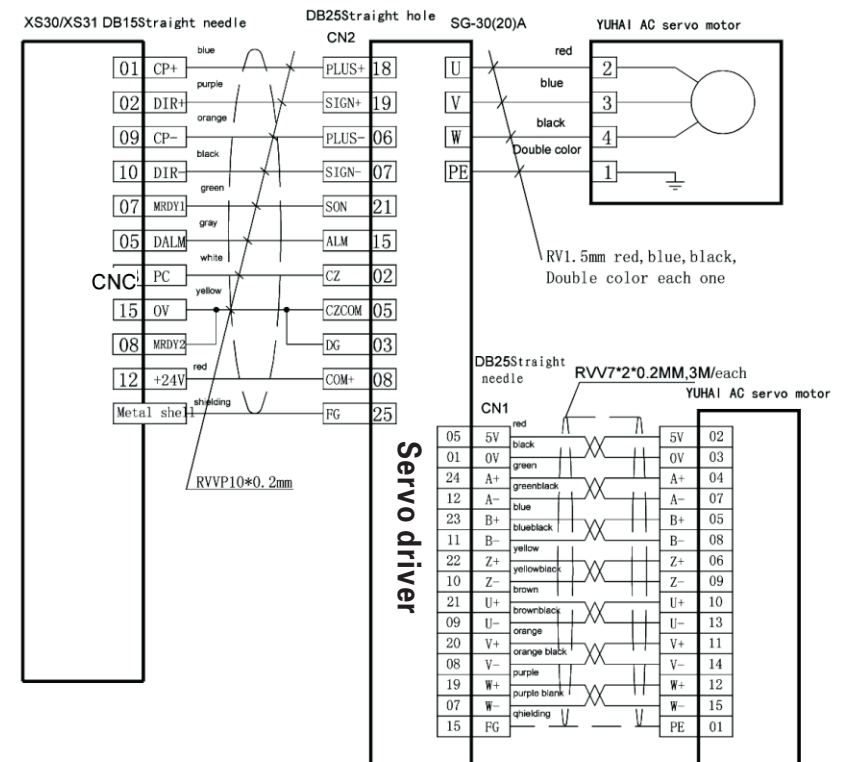 XS30/XS31 DB15Straight needle
DB25Straight hole
CN2
SG-30(20)A
YUHAI AC servo motor
01 CP+ blue PLUS+ 18
02 DIR+ purple SIGN+ 19
09 CP- orange PLUS- 06
10 DIR- black SIGN- 07
07 MRDY1 green SON 21
05 DALM gray ALM 15
PC white CZ 02
CNC
15 0V yellow CZCOM 05
08 MRDY2 DG 03
12 +24V red COM+ 08
Metal shell shielding FG 25
RVVP10*0.2mm
U red 2
V blue 3
W black 4
PE Double color 1
RV1.5mm red,blue,black,
Double color each one
Servo driver
DB25Straight
needle
CN1
RVV7*2*0.2MM,3M/each
YUHAI AC servo motor
05 5V red 5V 02
01 0V black 0V 03
24 A+ green A+ 04
12 A- greenblack A- 07
23 B+ blue B+ 05
11 B- blueblack B- 08
22 Z+ yellow Z+ 06
10 Z- yellowblack Z- 09
21 U+ brown U+ 10
09 U- brownblack U- 13
20 V+ orange V+ 11
08 V- orange black V- 14
19 W+ purple W+ 12
07 W- purple blank W- 15
15 FG qhielding PE 01